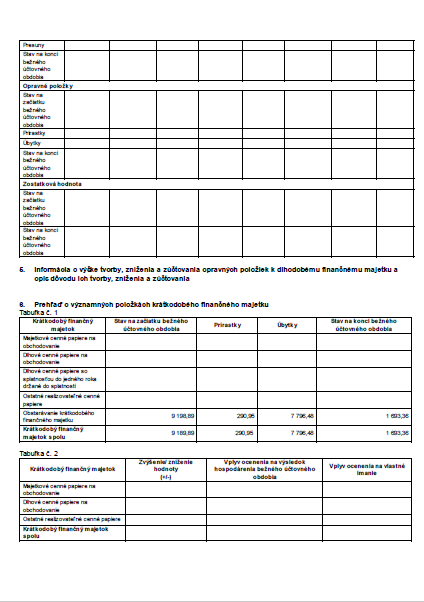 Presuny
Stav na konci
bežného
účtovného
obdobia
Opravné položky
Stav na
začiatku
bežného
účtovného
obdobia
Prírastky
Úbytky
Stav na konci
bežného
účtovného
obdobia
Zostatková hodnota
Stav na
začiatku
bežného
účtovného
obdobia
Stav na konci
bežného
účtovného
obdobia
5. Informácia o výške tvorby, zníženia a zúčtovania opravných položiek k dlhodobému finančnému majetku a
opis dôvodu ich tvorby, zníženia a zúčtovania
6. Prehľad o významných položkách krátkodobého finančného majetku
Tabuľka č. 1
Krátkodobý finančný
majetok
Stav na začiatku bežného
účtovného obdobia
Prírastky
Úbytky
Stav na konci bežného
účtovného obdobia
Majetkové cenné papiere na
obchodovanie
Dlhové cenné papiere na
obchodovanie
Dlhové cenné papiere so
splatnosťou do jedného roka
držané do splatnosti
Ostatné realizovateľné cenné
papiere
Obstarávanie krátkodobého
finančného majetku 9 198,89 290,95 7 796,48 1 693,36
Krátkodobý finančný
majetok spolu 9 189,89 290,95 7 796,48 1 693,36
Tabuľka č. 2
Krátkodobý finančný majetok
Zvýšenie/ zníženie
hodnoty
(+/-)
Vplyv ocenenia na výsledok
hospodárenia bežného účtovného
obdobia
Vplyv ocenenia na vlastné
imanie
Majetkové cenné papiere na
obchodovanie
Dlhové cenné papiere na
obchodovanie
Ostatné realizovateľné cenné papiere
Krátkodobý finančný majetok
spolu